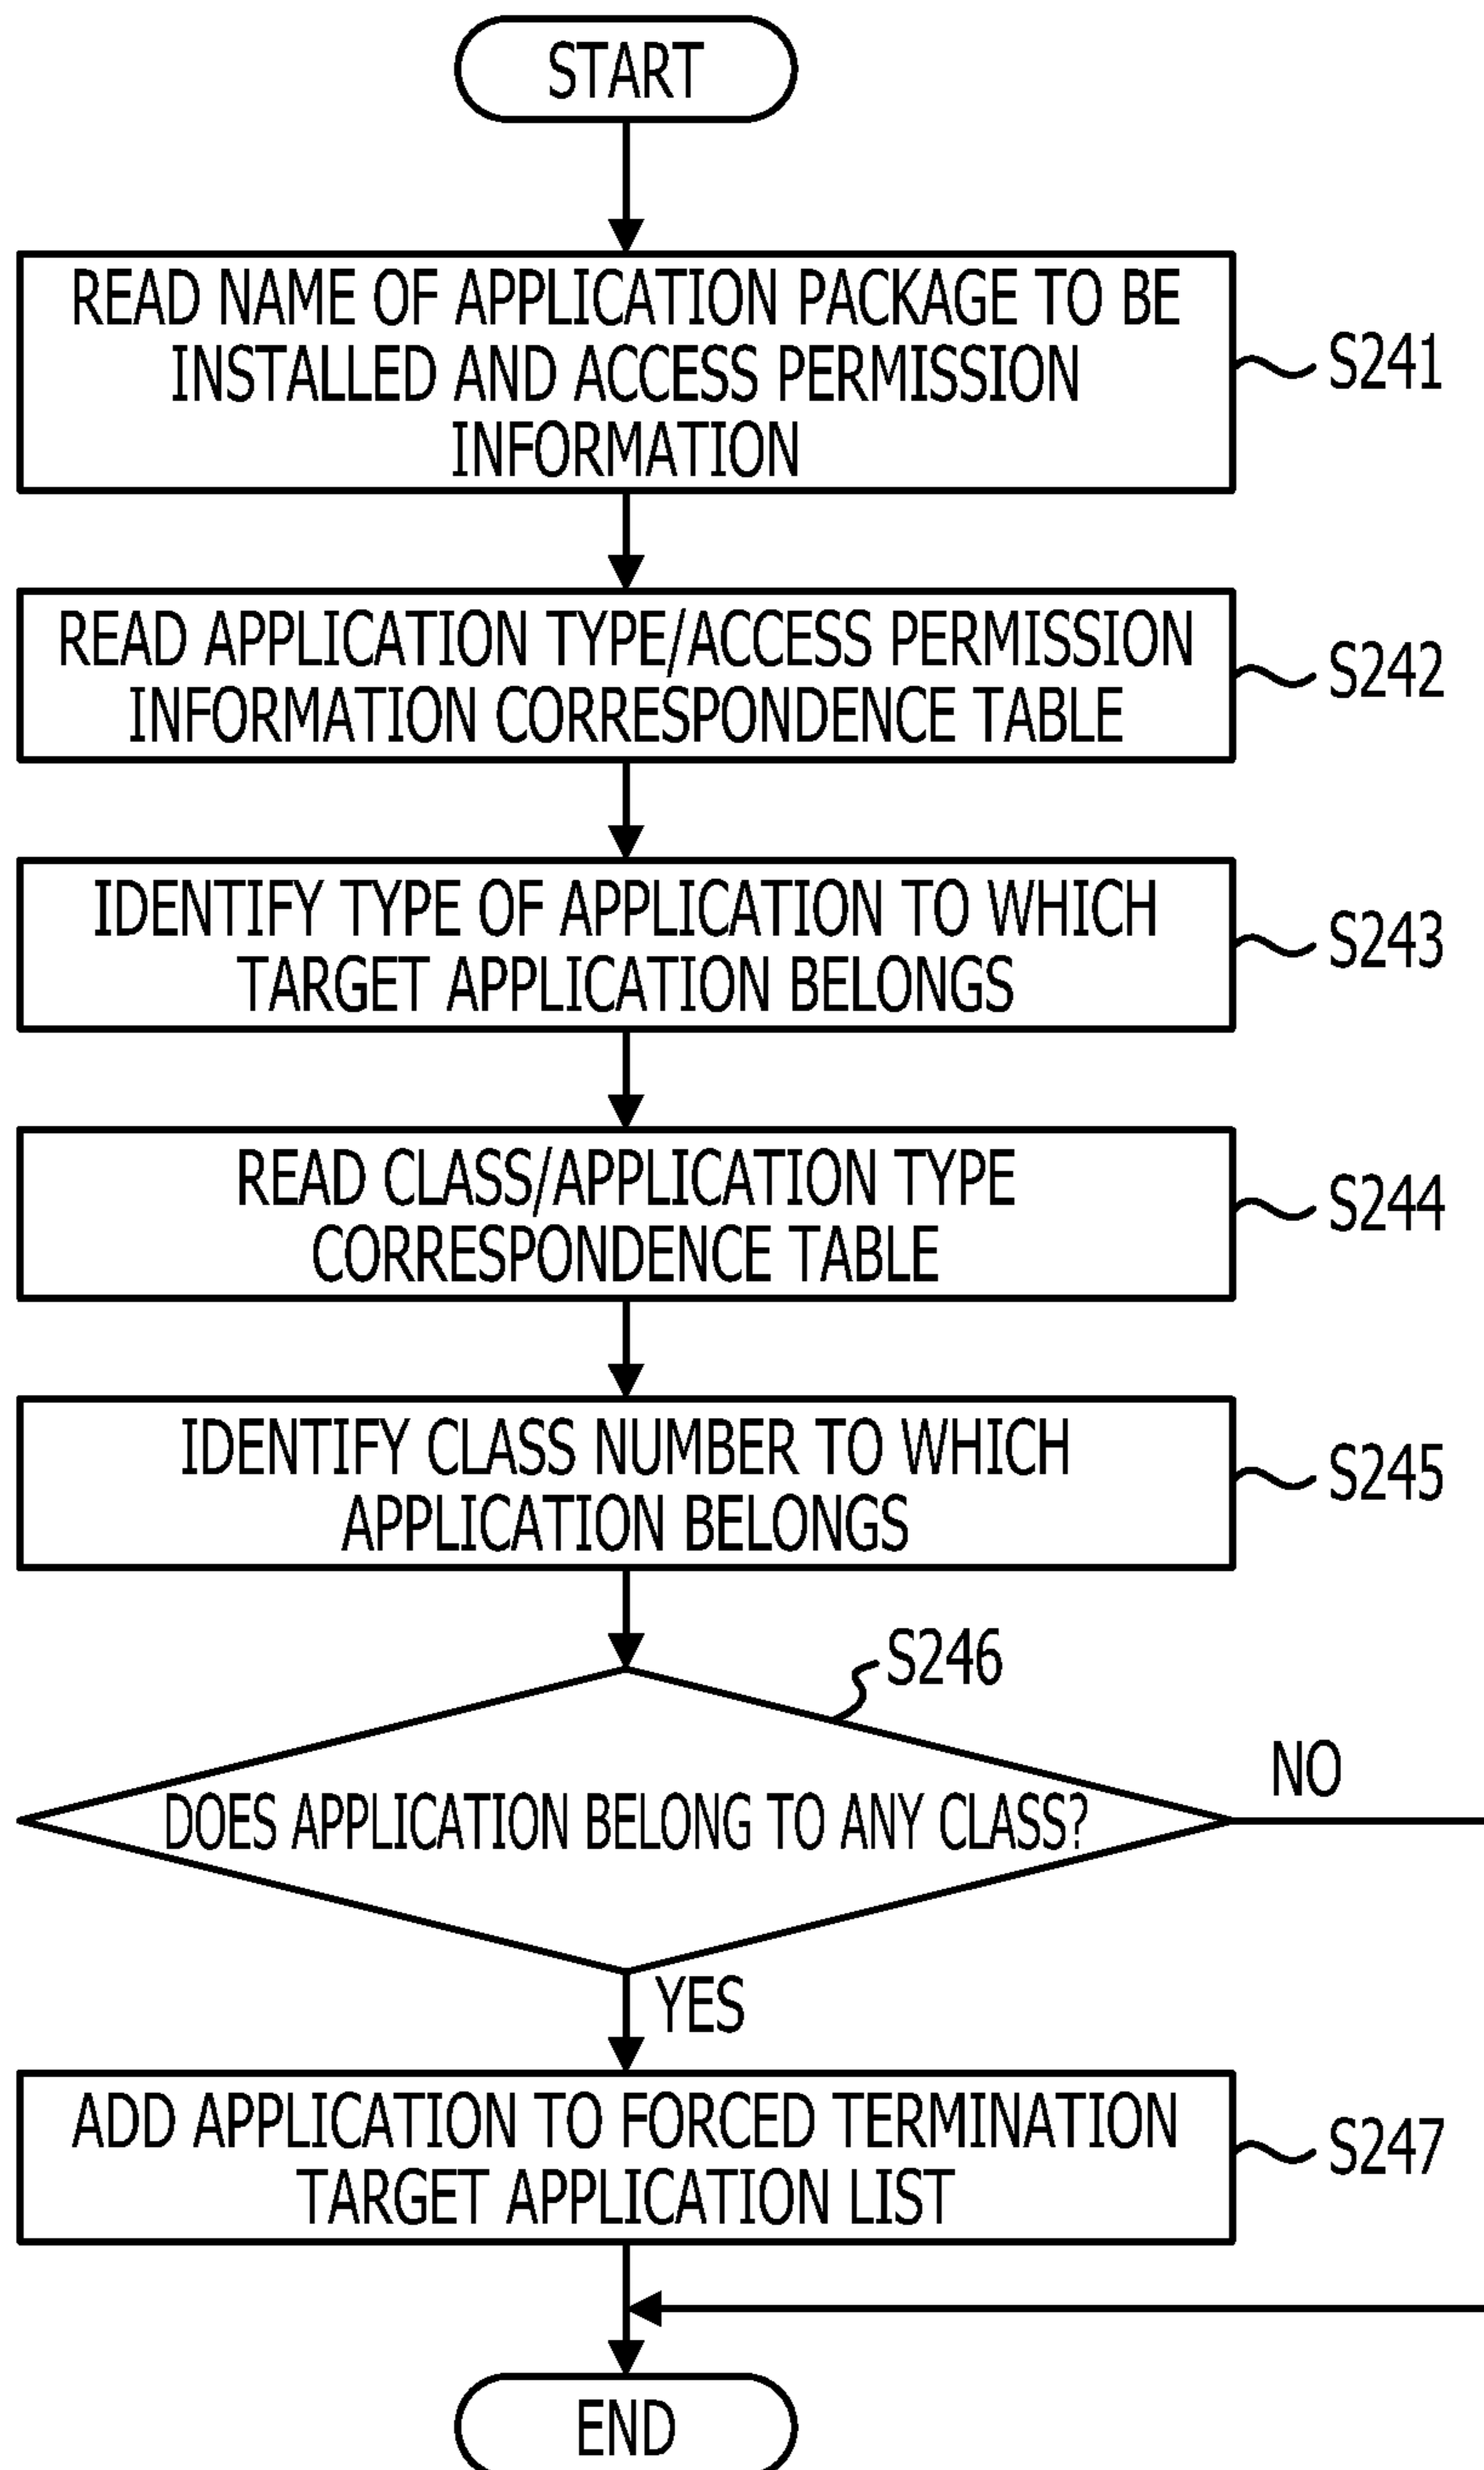 START
READ NAME OF APPLICATION PACKAGE TO BE
INSTALLED AND ACCESS PERMISSION
INFORMATION
S241
READ APPLICATION TYPE/ACCESS PERMISSION
INFORMATION CORRESPONDENCE TABLE
S242
IDENTIFY TYPE OF APPLICATION TO WHICH
TARGET APPLICATION BELONGS
S243
READ CLASS/APPLICATION TYPE
CORRESPONDENCE TABLE
S244
IDENTIFY CLASS NUMBER TO WHICH
APPLICATION BELONGS
S245
S246
NO
DOES APPLICATION BELONG TO ANY CLASS?
YES
ADD APPLICATION TO FORCED TERMINATION
TARGET APPLICATION LIST
S247
END